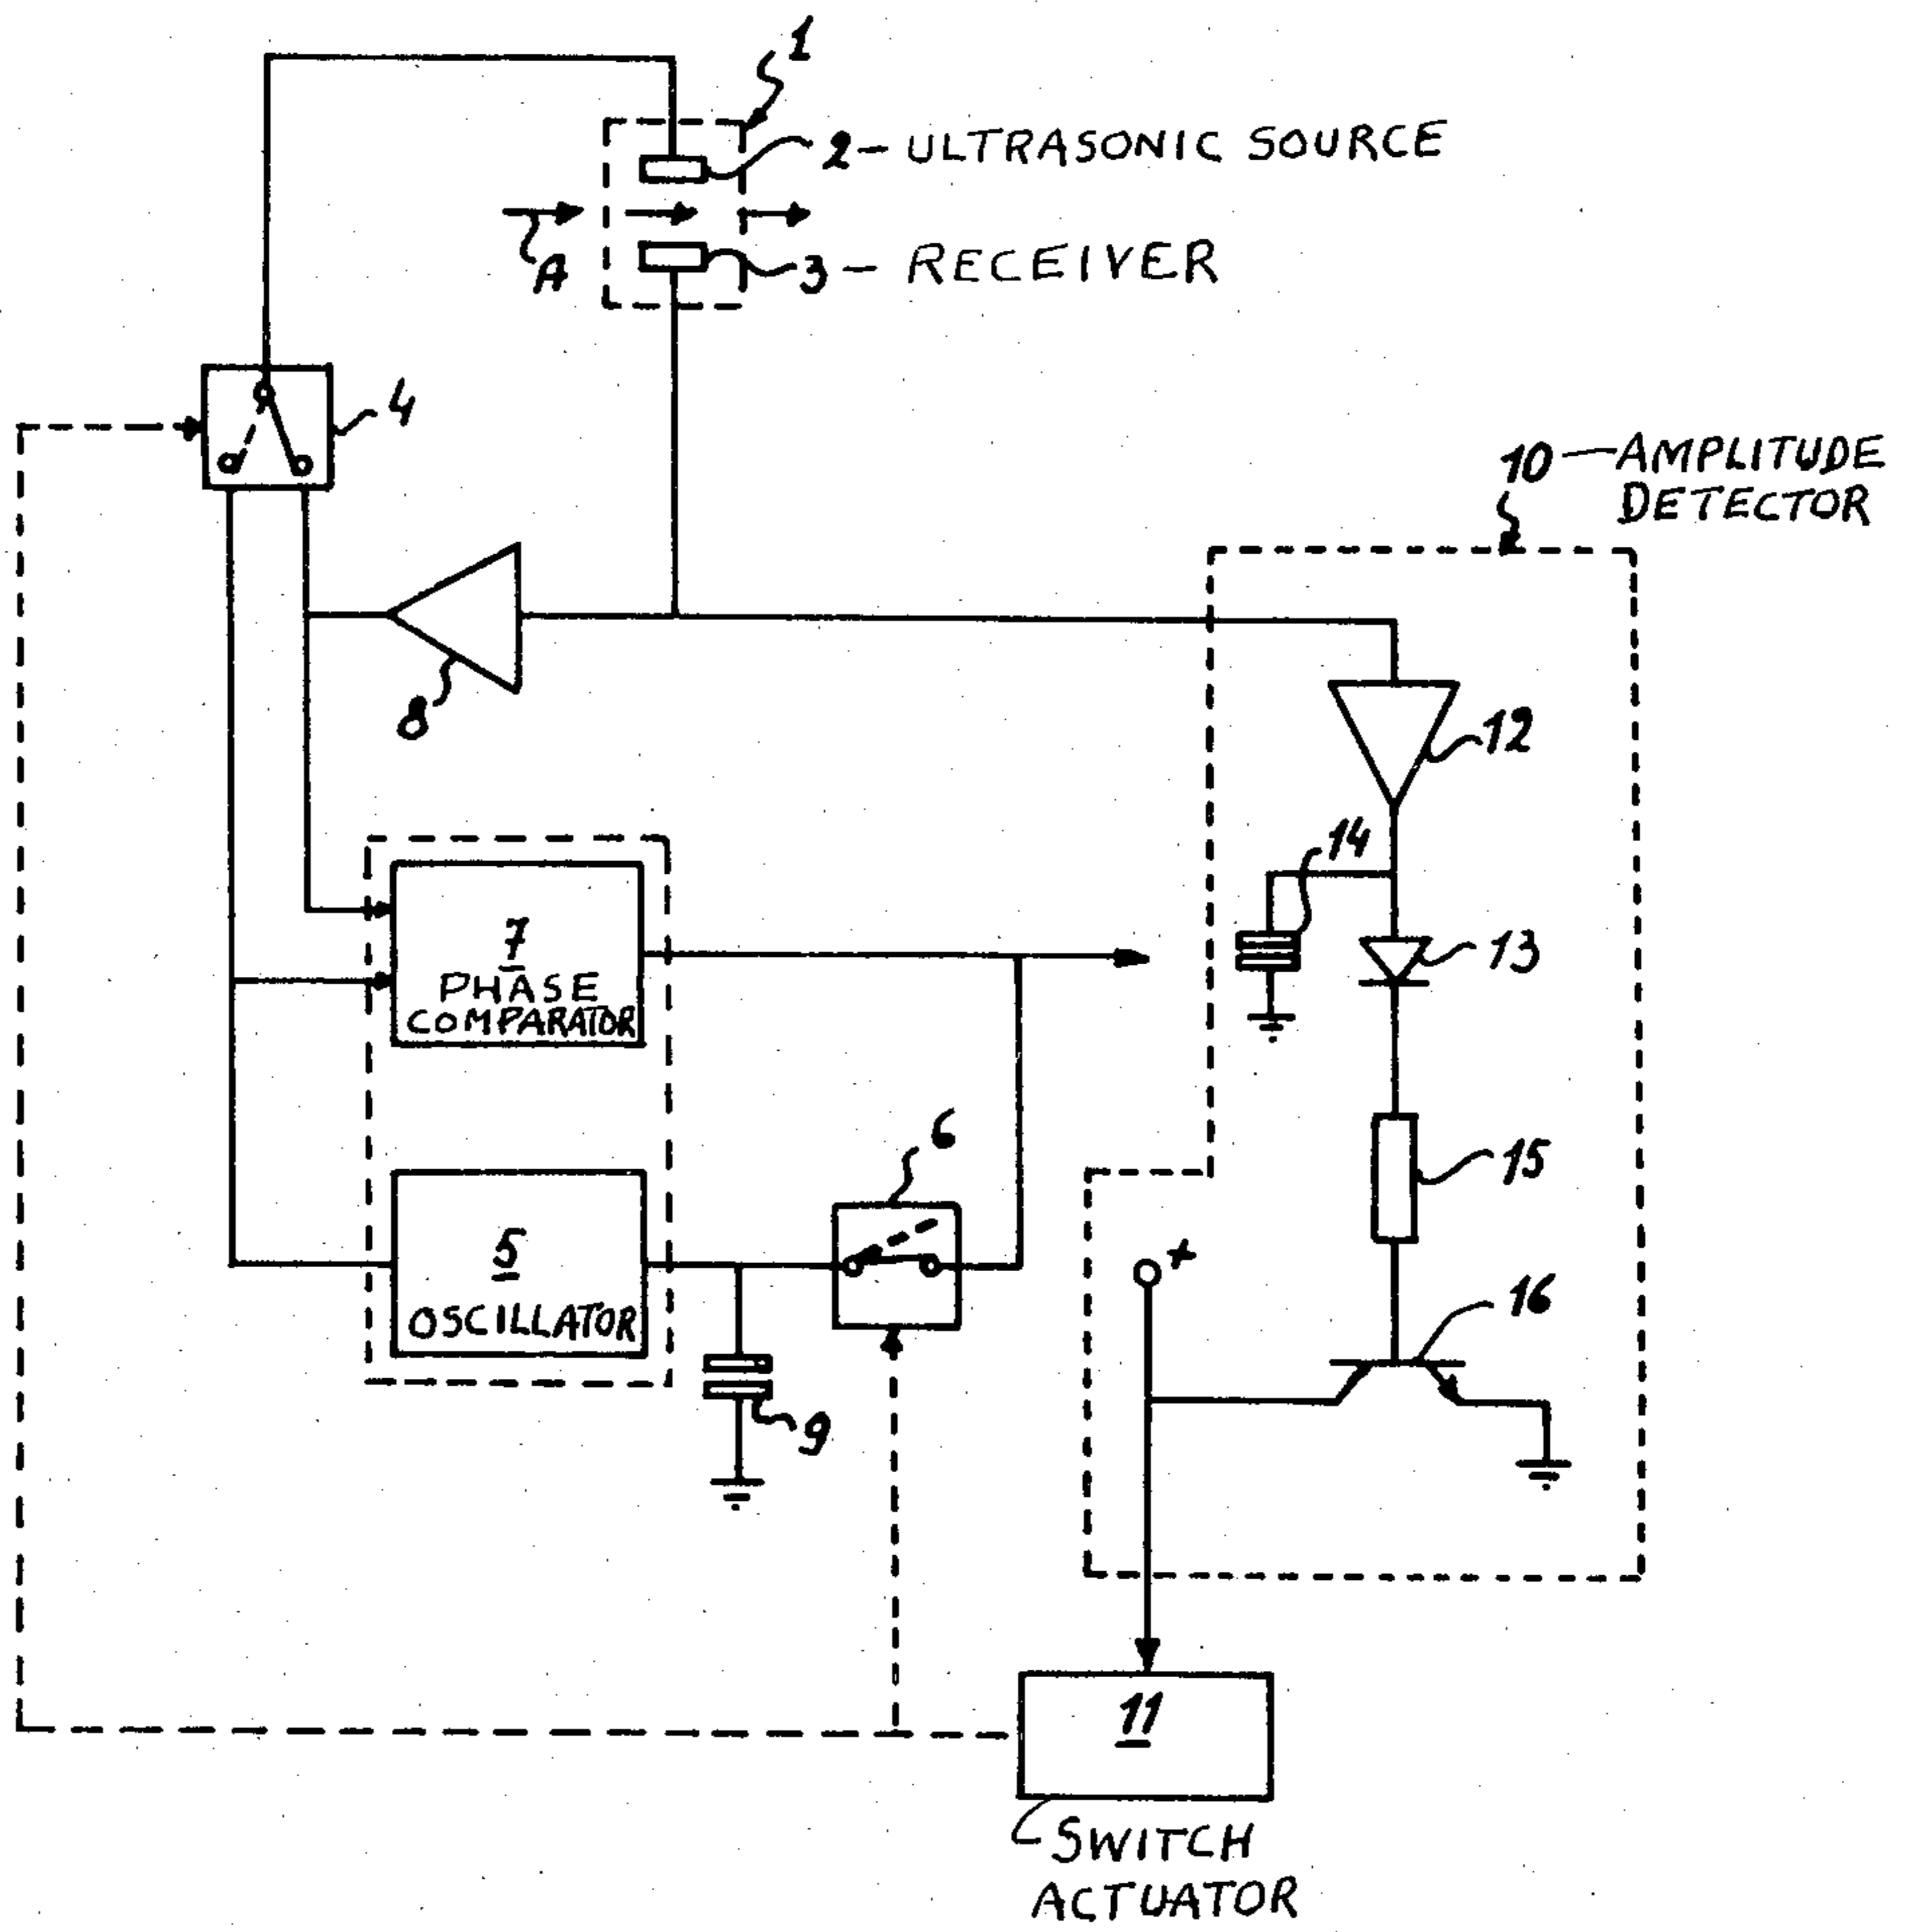 1
2 – ULTRASONIC SOURCE
A
3 – RECEIVER
4
10 — AMPLITUDE
DETECTOR
8
12
14
13
7
PHASE
COMPARATOR
6
15
5
OSCILLATOR
+
16
9
11
SWITCH
ACTUATOR